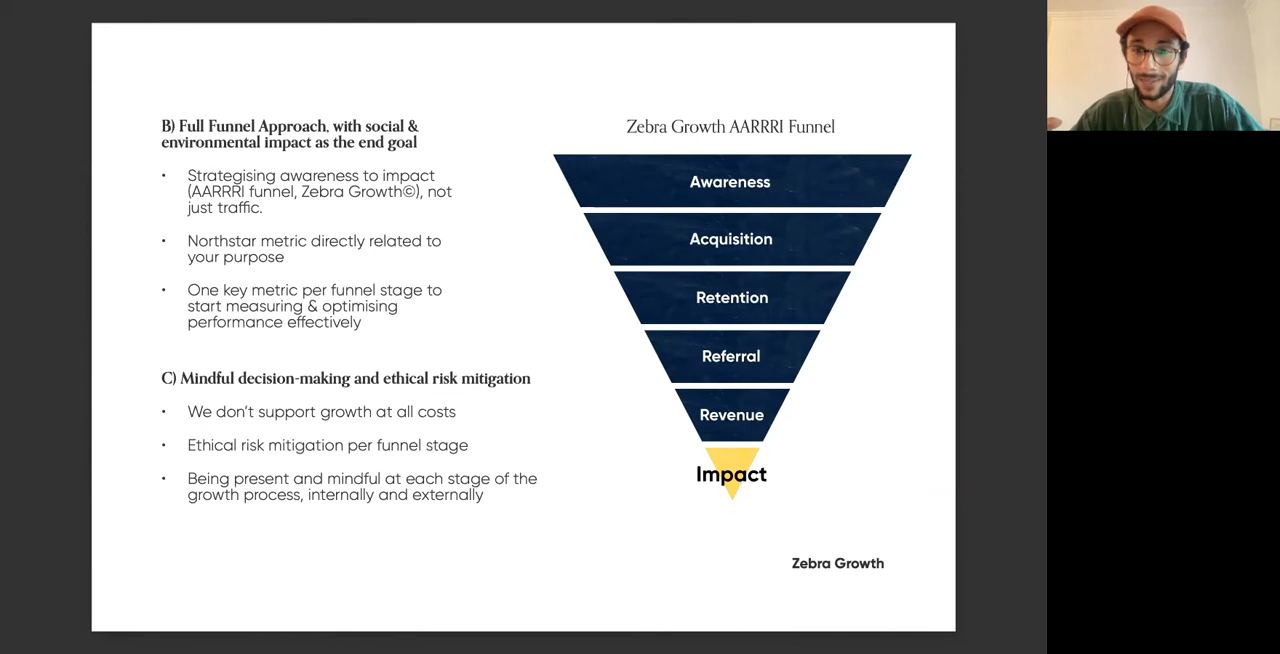 B) Full Funnel Approach, with social &
environmental impact as the end goal
• Strategising awareness to impact
(AARRRI funnel, Zebra Growth©), not
just traffic.
• Northstar metric directly related to
your purpose
• One key metric per funnel stage to
start measuring & optimising
performance effectively
C) Mindful decision-making and ethical risk mitigation
• We don’t support growth at all costs
• Ethical risk mitigation per funnel stage
• Being present and mindful at each stage of the
growth process, internally and externally
Zebra Growth AARRRI Funnel
Awareness
Acquisition
Retention
Referral
Revenue
Impact
Zebra Growth